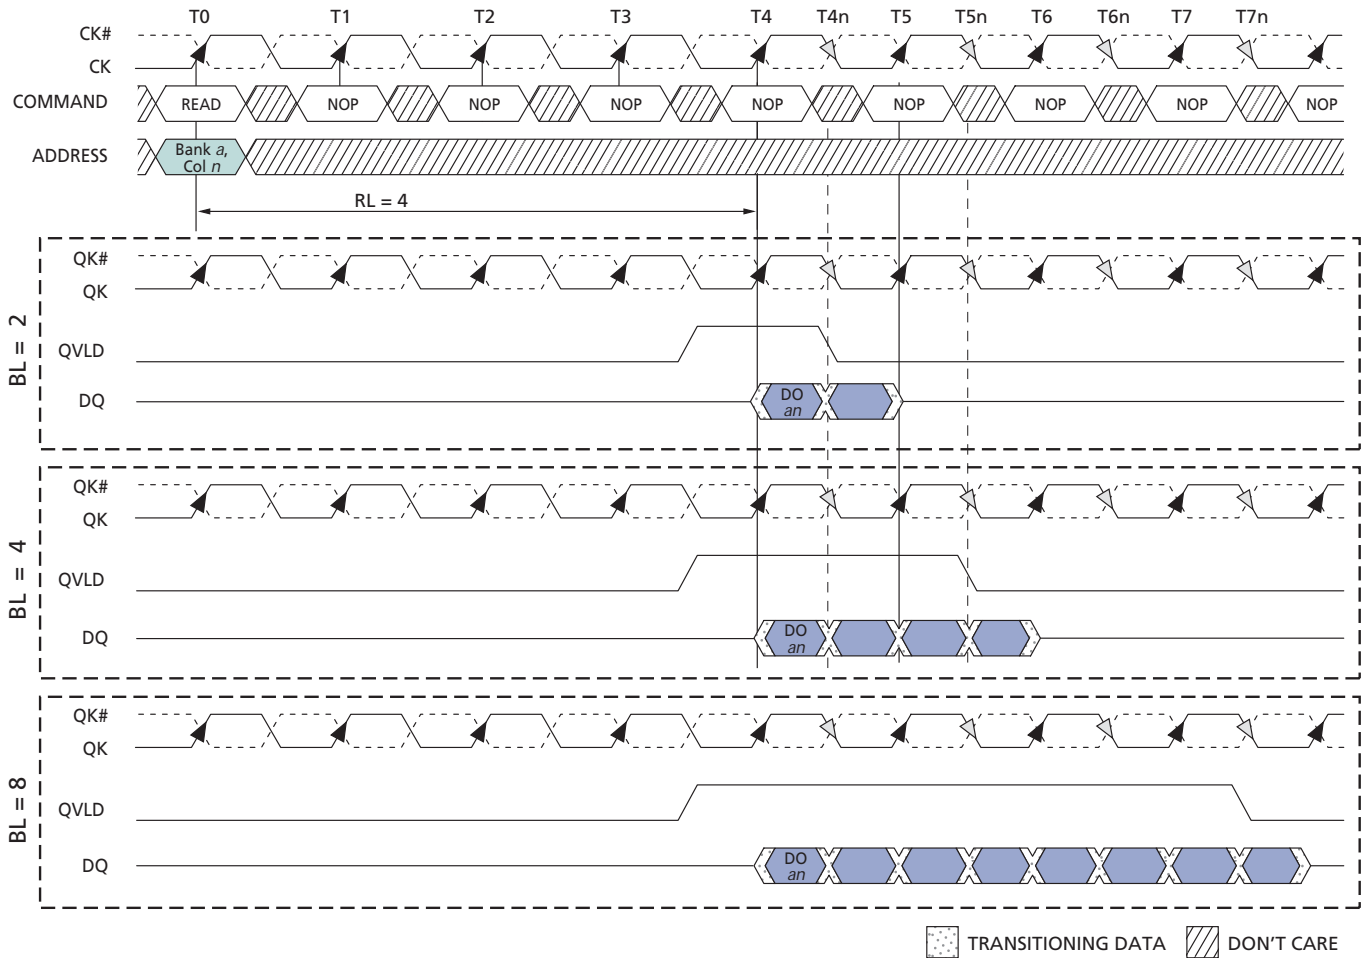 T0 T1 T2 T3 T4 T4n T5 T5n T6 T6n T7 T7n
CK#
CK
COMMAND READ NOP NOP NOP NOP NOP NOP NOP NOP
ADDRESS Bank a,
Col n
RL = 4
BL = 2
QK#
QK
QVLD
DQ DO
an
BL = 4
QK#
QK
QVLD
DQ DO
an
BL = 8
QK#
QK
QVLD
DQ DO
an
TRANSITIONING DATA DON'T CARE